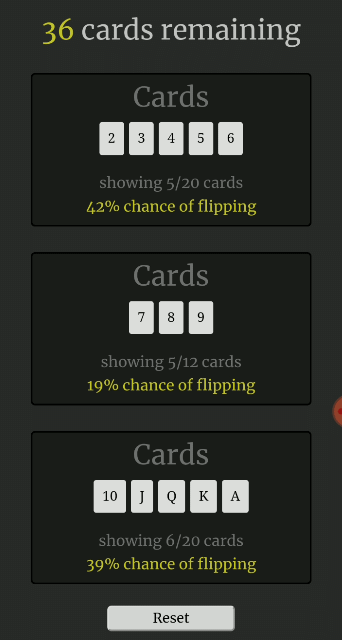 36 cards remaining
Cards
2 3 4 5 6
showing 5/20 cards
42% chance of flipping
Cards
7 8 9
showing 5/12 cards
19% chance of flipping
Cards
10 J Q K A
showing 6/20 cards
39% chance of flipping
Reset